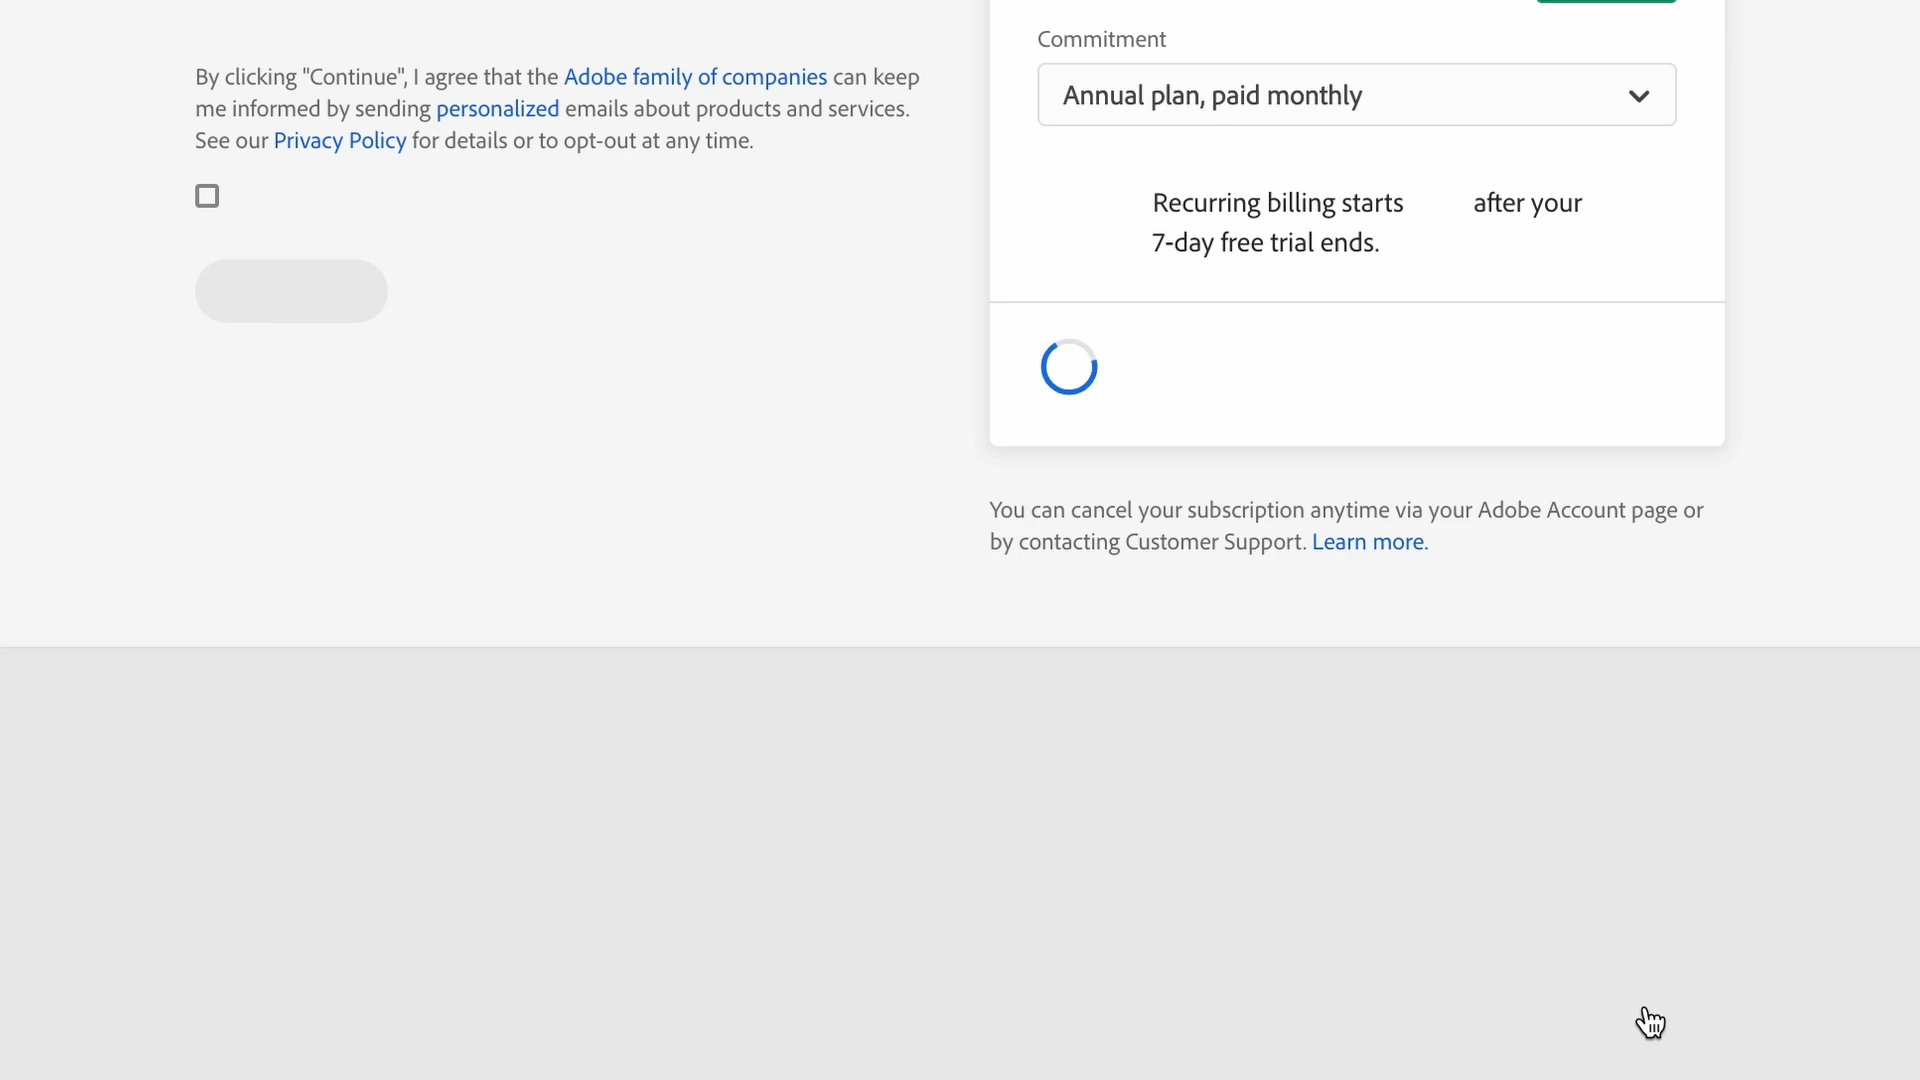 By clicking "Continue", I agree that the Adobe family of companies can keep
me informed by sending personalized emails about products and services.
See our Privacy Policy for details or to opt-out at any time.
Commitment
Annual plan, paid monthly
Recurring billing starts after your
7-day free trial ends.
You can cancel your subscription anytime via your Adobe Account page or
by contacting Customer Support. Learn more.